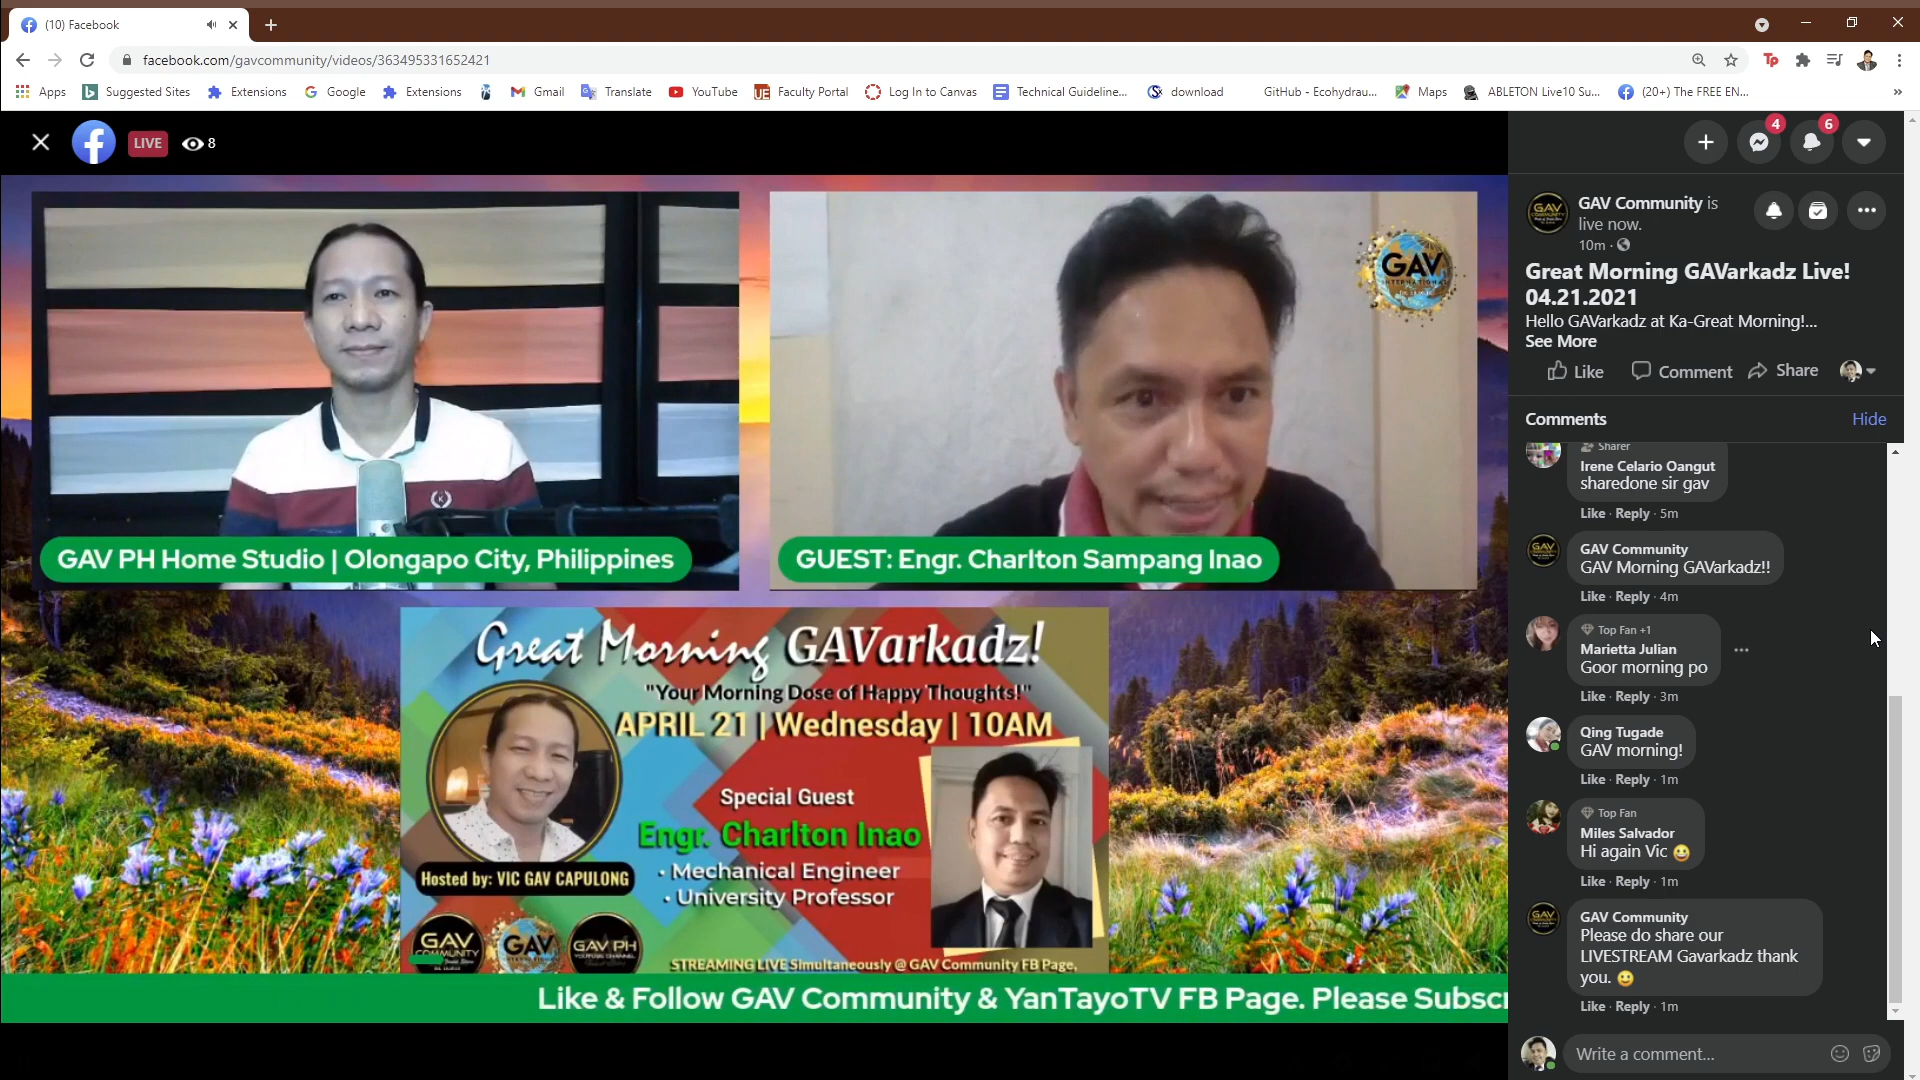 (10) Facebook
facebook.com/gavcommunity/videos/363495331652421
Apps
Suggested Sites
Extensions
Google
Extensions
Gmail
Translate
YouTube
Faculty Portal
Log In to Canvas
Technical Guideline...
download
GitHub - Ecohydrau...
Maps
ABLETON Live10 Su...
(20+) The FREE EN...
LIVE
8
GAV
INTERNATIONAL
GAV PH Home Studio | Olongapo City, Philippines
GUEST: Engr. Charlton Sampang Inao
Great Morning GAVarkadz!
"Your Morning Dose of Happy Thoughts!"
APRIL 21 | Wednesday | 10AM
Special Guest
Engr. Charlton Inao
• Mechanical Engineer
• University Professor
Hosted by: VIC GAV CAPULONG
GAV
COMMUNITY
GAV
GAV PH
STREAMING LIVE Simultaneously @ GAV Community FB Page,
Like & Follow GAV Community & YanTayoTV FB Page. Please Subscr
4
6
GAV Community is
live now.
10m ·
Great Morning GAVarkadz Live!
04.21.2021
Hello GAVarkadz at Ka-Great Morning!...
See More
Like
Comment
Share
Comments
Hide
Sharer
Irene Celario Oangut
sharedone sir gav
Like · Reply · 5m
GAV Community
GAV Morning GAVarkadz!!
Like · Reply · 4m
Top Fan +1
Marietta Julian
Goor morning po
Like · Reply · 3m
Qing Tugade
GAV morning!
Like · Reply · 1m
Top Fan
Miles Salvador
Hi again Vic 😀
Like · Reply · 1m
GAV Community
Please do share our
LIVESTREAM Gavarkadz thank
you. 🙂
Like · Reply · 1m
Write a comment...